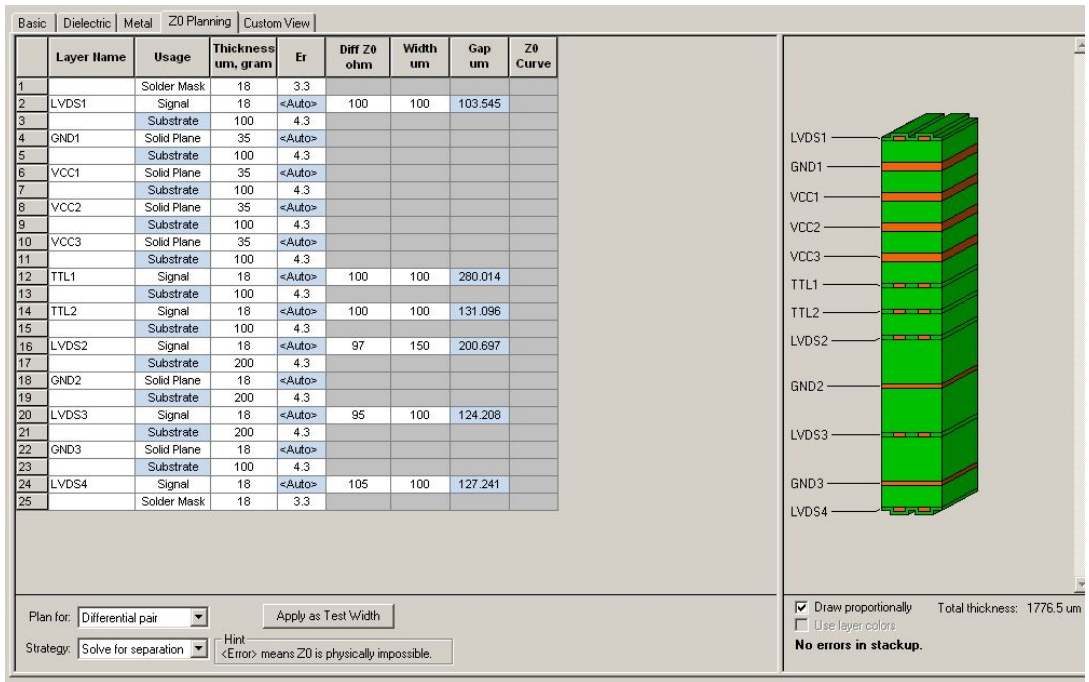 Basic Dielectric Metal Z0 Planning Custom View
Layer Name Usage Thickness um, gram Er Diff Z0 ohm Width um Gap um Z0 Curve
1 Solder Mask 18 3.3
2 LVDS1 Signal 18 <Auto> 100 100 103.545
3 Substrate 100 4.3
4 GND1 Solid Plane 35 <Auto>
5 Substrate 100 4.3
6 VCC1 Solid Plane 35 <Auto>
7 Substrate 100 4.3
8 VCC2 Solid Plane 35 <Auto>
9 Substrate 100 4.3
10 VCC3 Solid Plane 35 <Auto>
11 Substrate 100 4.3
12 TTL1 Signal 18 <Auto> 100 100 280.014
13 Substrate 100 4.3
14 TTL2 Signal 18 <Auto> 100 100 131.096
15 Substrate 100 4.3
16 LVDS2 Signal 18 <Auto> 97 150 200.697
17 Substrate 200 4.3
18 GND2 Solid Plane 18 <Auto>
19 Substrate 200 4.3
20 LVDS3 Signal 18 <Auto> 95 100 124.208
21 Substrate 200 4.3
22 GND3 Solid Plane 18 <Auto>
23 Substrate 100 4.3
24 LVDS4 Signal 18 <Auto> 105 100 127.241
25 Solder Mask 18 3.3
Plan for: Differential pair Apply as Test Width
Strategy: Solve for separation
Hint
<Error> means Z0 is physically impossible.
LVDS1
GND1
VCC1
VCC2
VCC3
TTL1
TTL2
LVDS2
GND2
LVDS3
GND3
LVDS4
Draw proportionally Total thickness: 1776.5 um
Use layer colors
No errors in stackup.